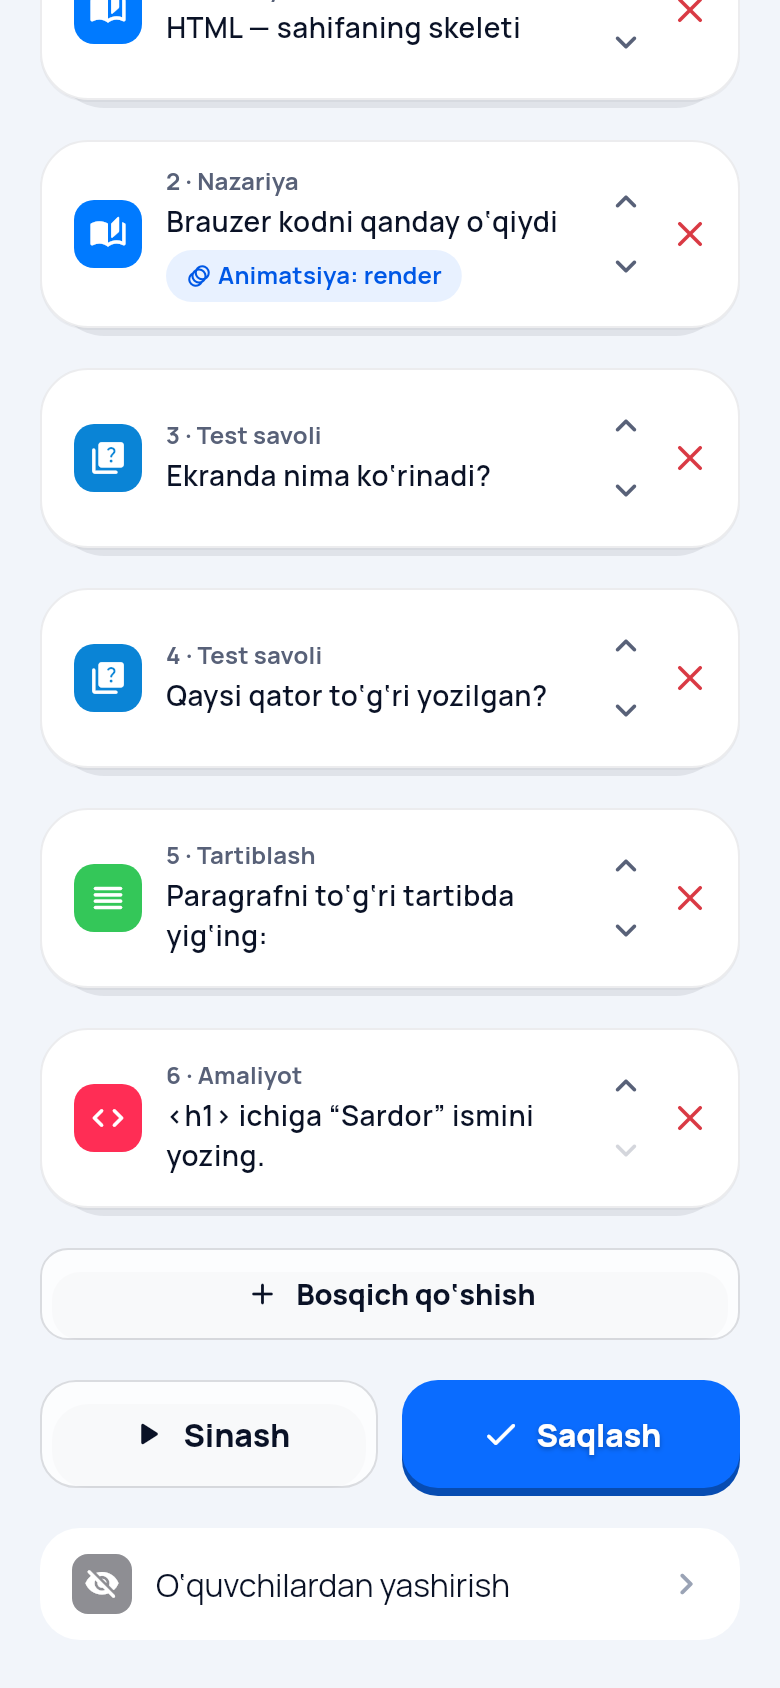 HTML — sahifaning skeleti
2 · Nazariya
Brauzer kodni qanday oʻqiydi
Animatsiya: render
3 · Test savoli
Ekranda nima koʻrinadi?
4 · Test savoli
Qaysi qator toʻgʻri yozilgan?
5 · Tartiblash
Paragrafni toʻgʻri tartibda
yigʻing:
6 · Amaliyot
<h1> ichiga “Sardor” ismini
yozing.
Bosqich qoʻshish
Sinash
Saqlash
Oʻquvchilardan yashirish